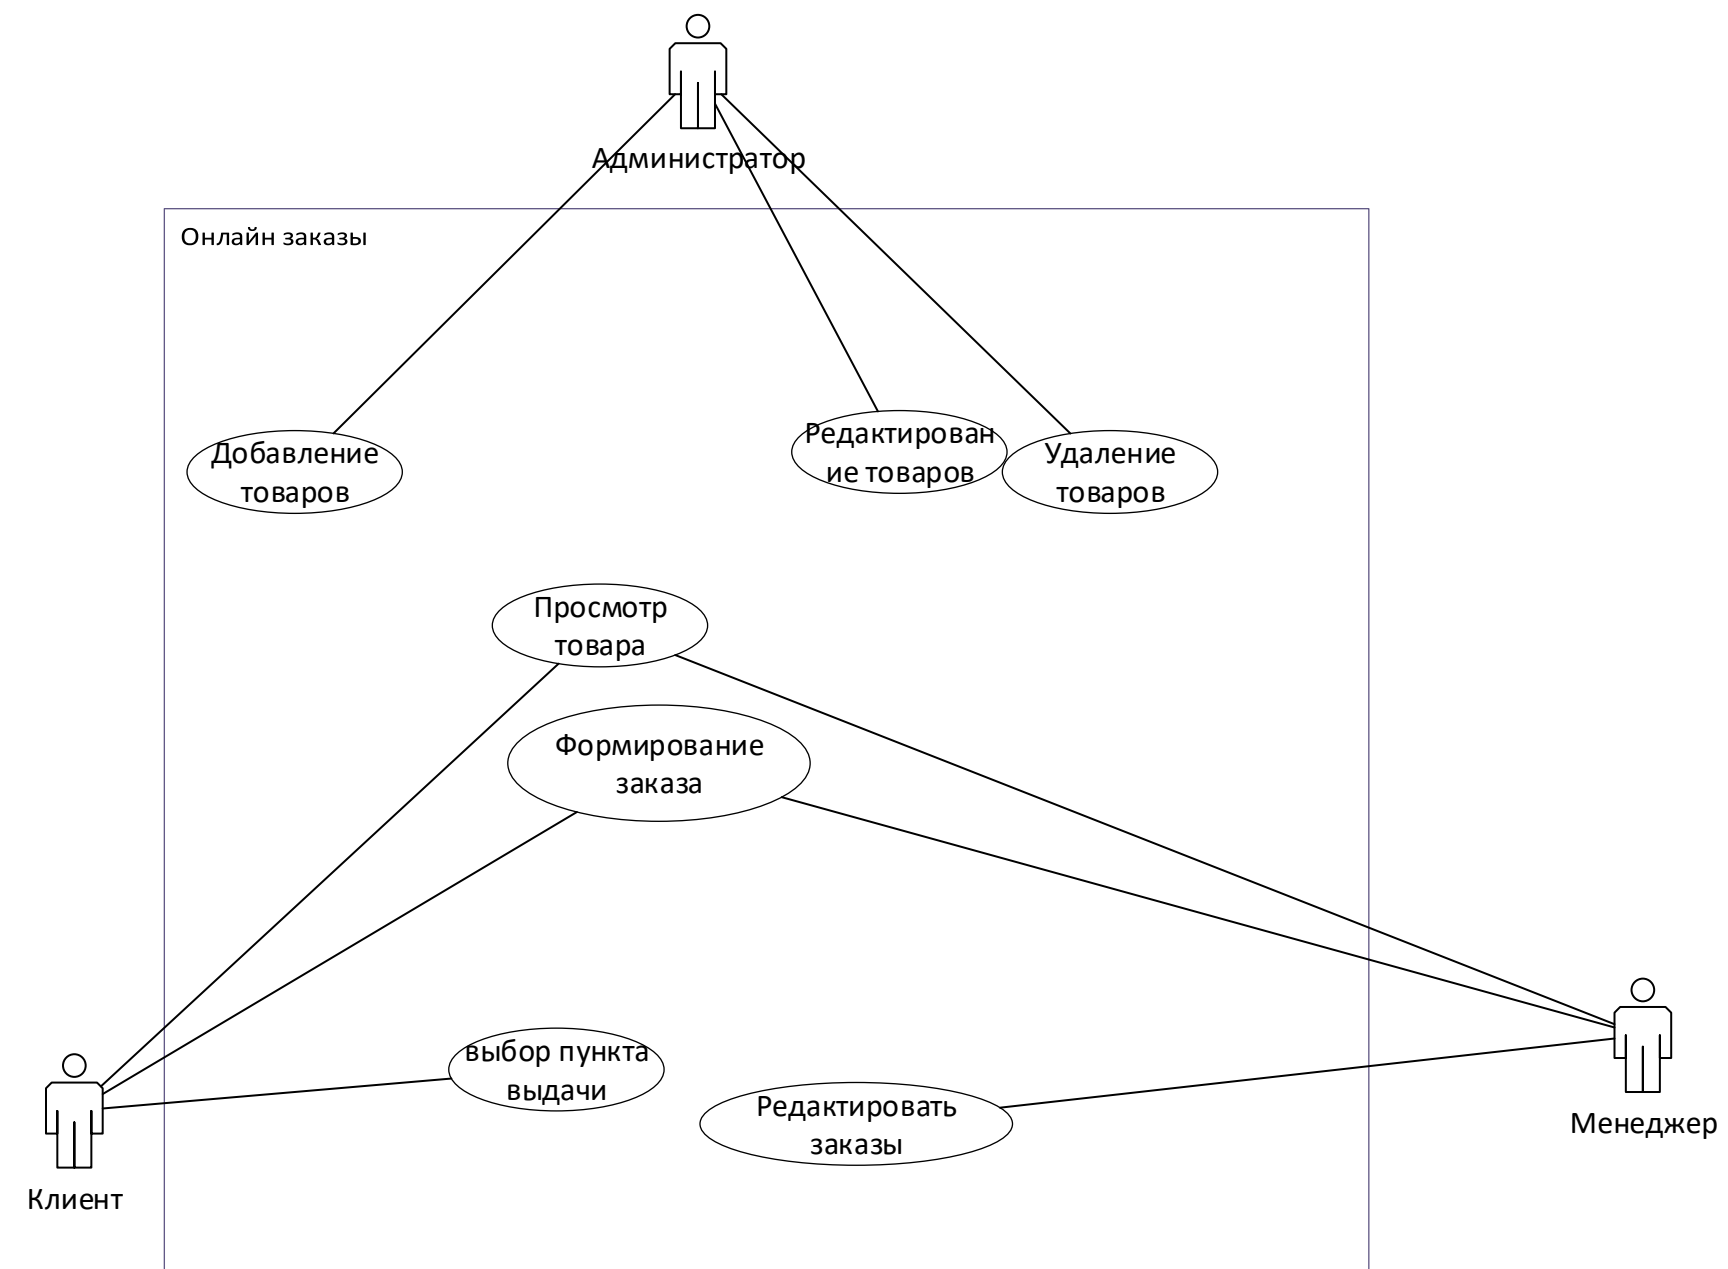 Администратор
Онлайн заказы
Добавление
товаров
Редактирован
ие товаров
Удаление
товаров
Просмотр
товара
Формирование
заказа
выбор пункта
выдачи
Редактировать
заказы
Менеджер
Клиент